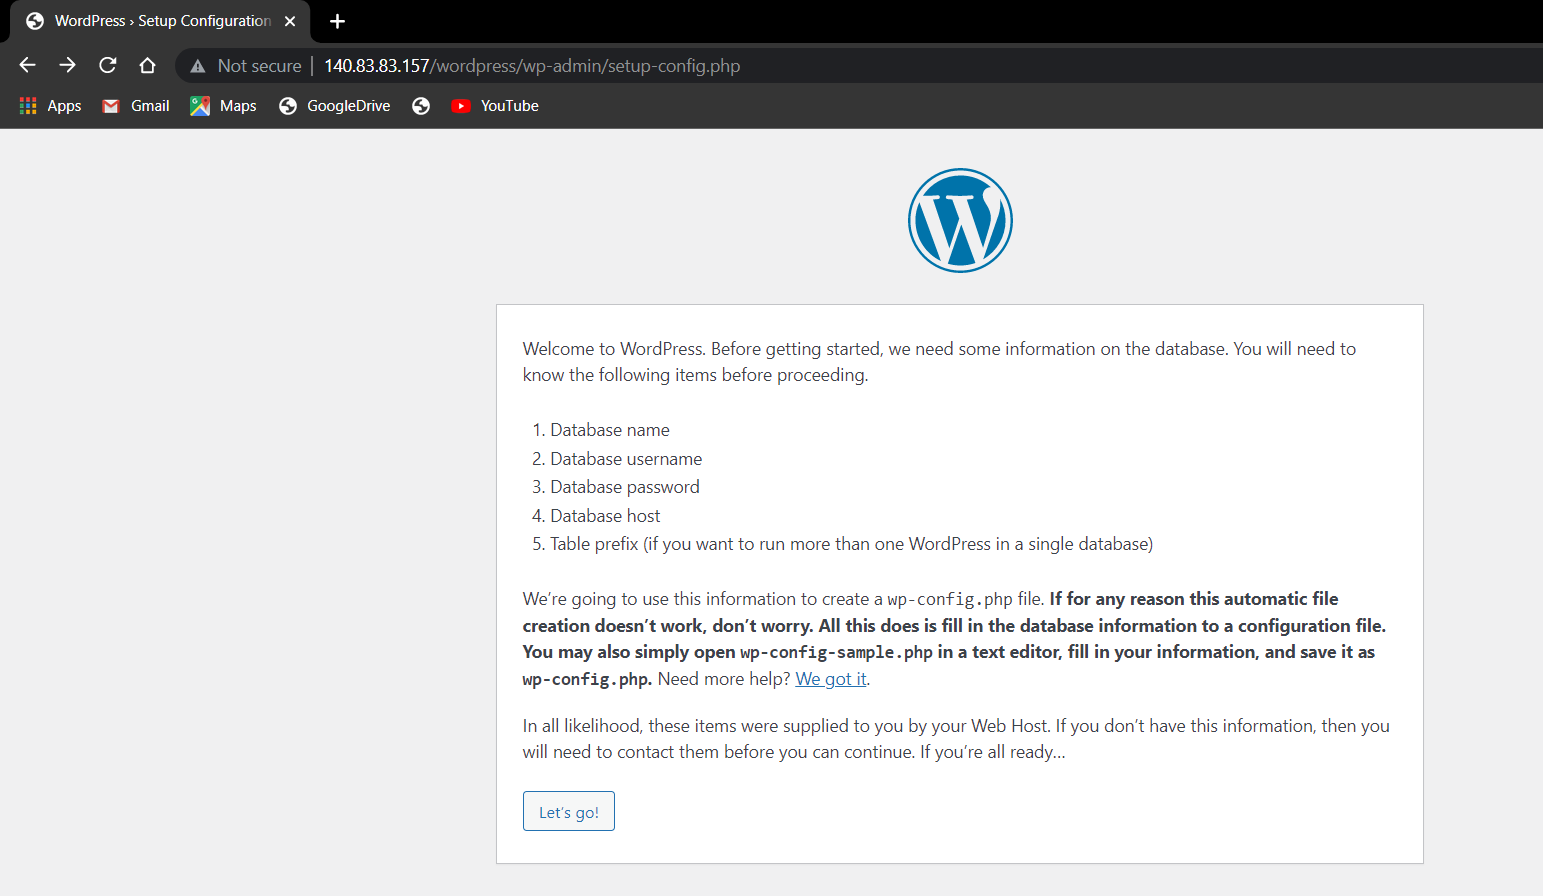 WordPress › Setup Configuration
Not secure | 140.83.83.157/wordpress/wp-admin/setup-config.php
Apps Gmail Maps GoogleDrive YouTube
Welcome to WordPress. Before getting started, we need some information on the database. You will need to
know the following items before proceeding.
1. Database name
2. Database username
3. Database password
4. Database host
5. Table prefix (if you want to run more than one WordPress in a single database)
We’re going to use this information to create a wp-config.php file. If for any reason this automatic file
creation doesn’t work, don’t worry. All this does is fill in the database information to a configuration file.
You may also simply open wp-config-sample.php in a text editor, fill in your information, and save it as
wp-config.php. Need more help? We got it.
In all likelihood, these items were supplied to you by your Web Host. If you don’t have this information, then you
will need to contact them before you can continue. If you’re all ready…
Let’s go!